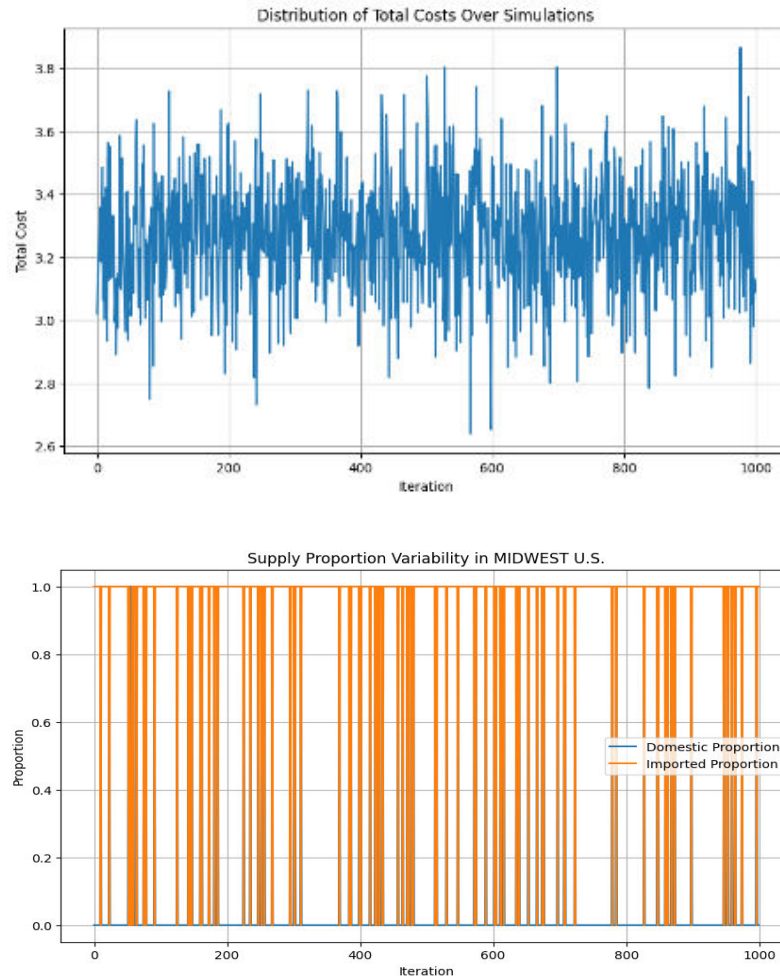 Distribution of Total Costs Over Simulations
3.8
3.6
3.4
3.2
3.0
2.8
2.6
Total Cost
0 200 400 600 800 1000
Iteration
Supply Proportion Variability in MIDWEST U.S.
1.0
0.8
0.6
0.4
0.2
0.0
Proportion
Domestic Proportion
Imported Proportion
0 200 400 600 800 1000
Iteration